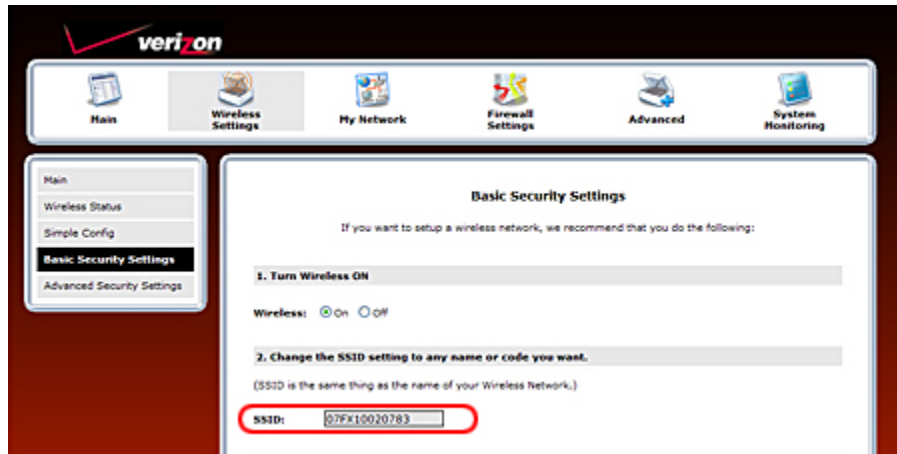 verizon
Main
Wireless Settings
My Network
Firewall Settings
Advanced
System Monitoring
Main
Wireless Status
Simple Config
Basic Security Settings
Advanced Security Settings
Basic Security Settings
If you want to setup a wireless network, we recommend that you do the following:
1. Turn Wireless ON
Wireless: On Off
2. Change the SSID setting to any name or code you want.
(SSID is the same thing as the name of your Wireless Network.)
SSID: 07FX10020783